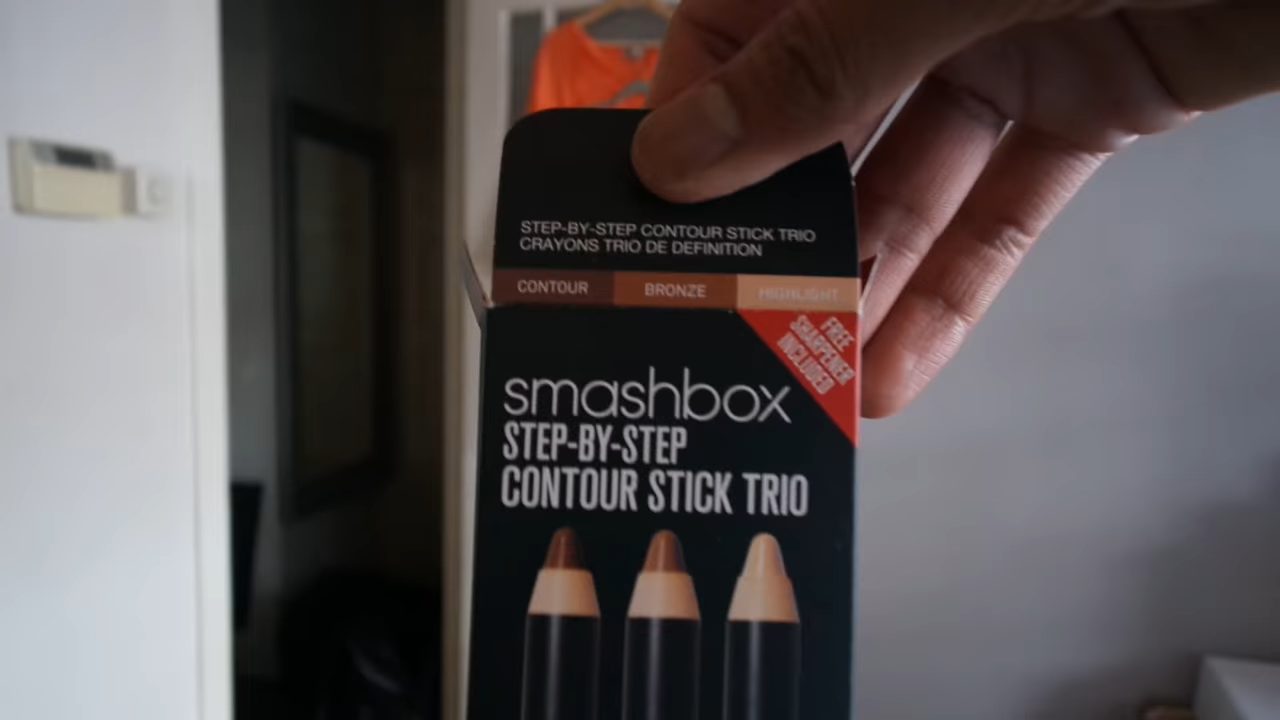 STEP-BY-STEP CONTOUR STICK TRIO
CRAYONS TRIO DE DEFINITION
CONTOUR BRONZE HIGHLIGHT
FREE
SHARPENER
INCLUDED
smashbox
STEP-BY-STEP
CONTOUR STICK TRIO